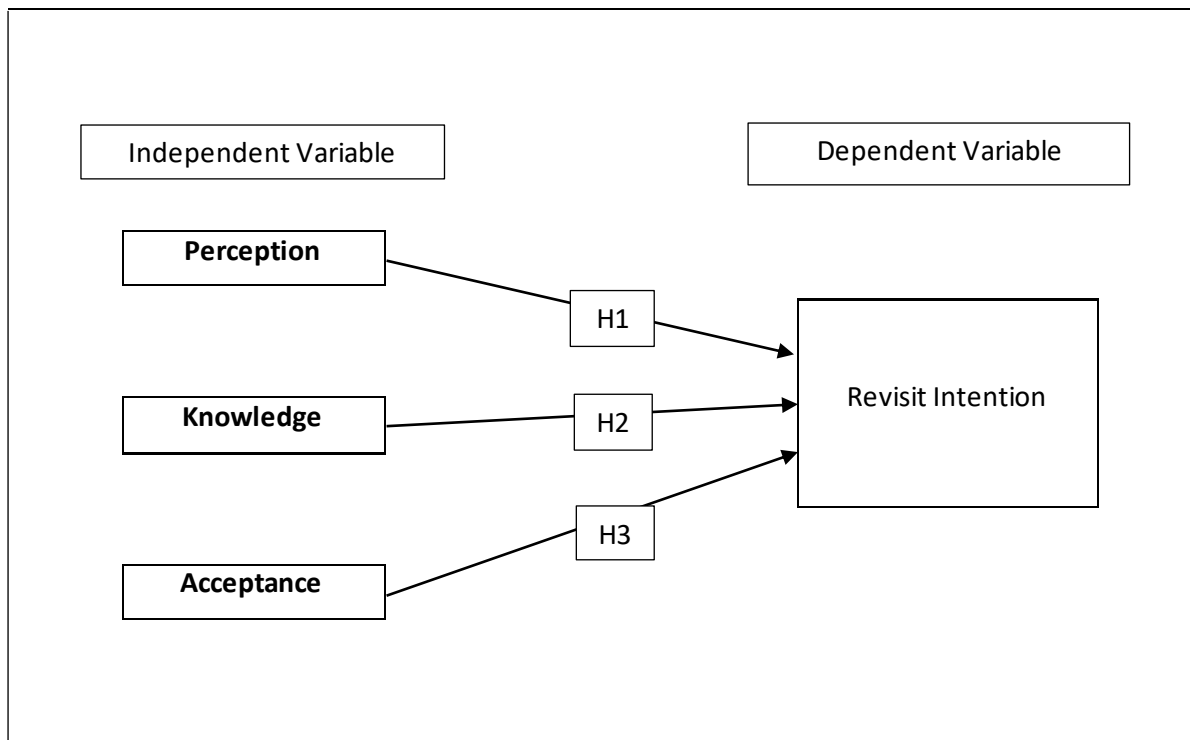 Independent Variable
Dependent Variable
Perception
H1
Knowledge
H2
Revisit Intention
H3
Acceptance